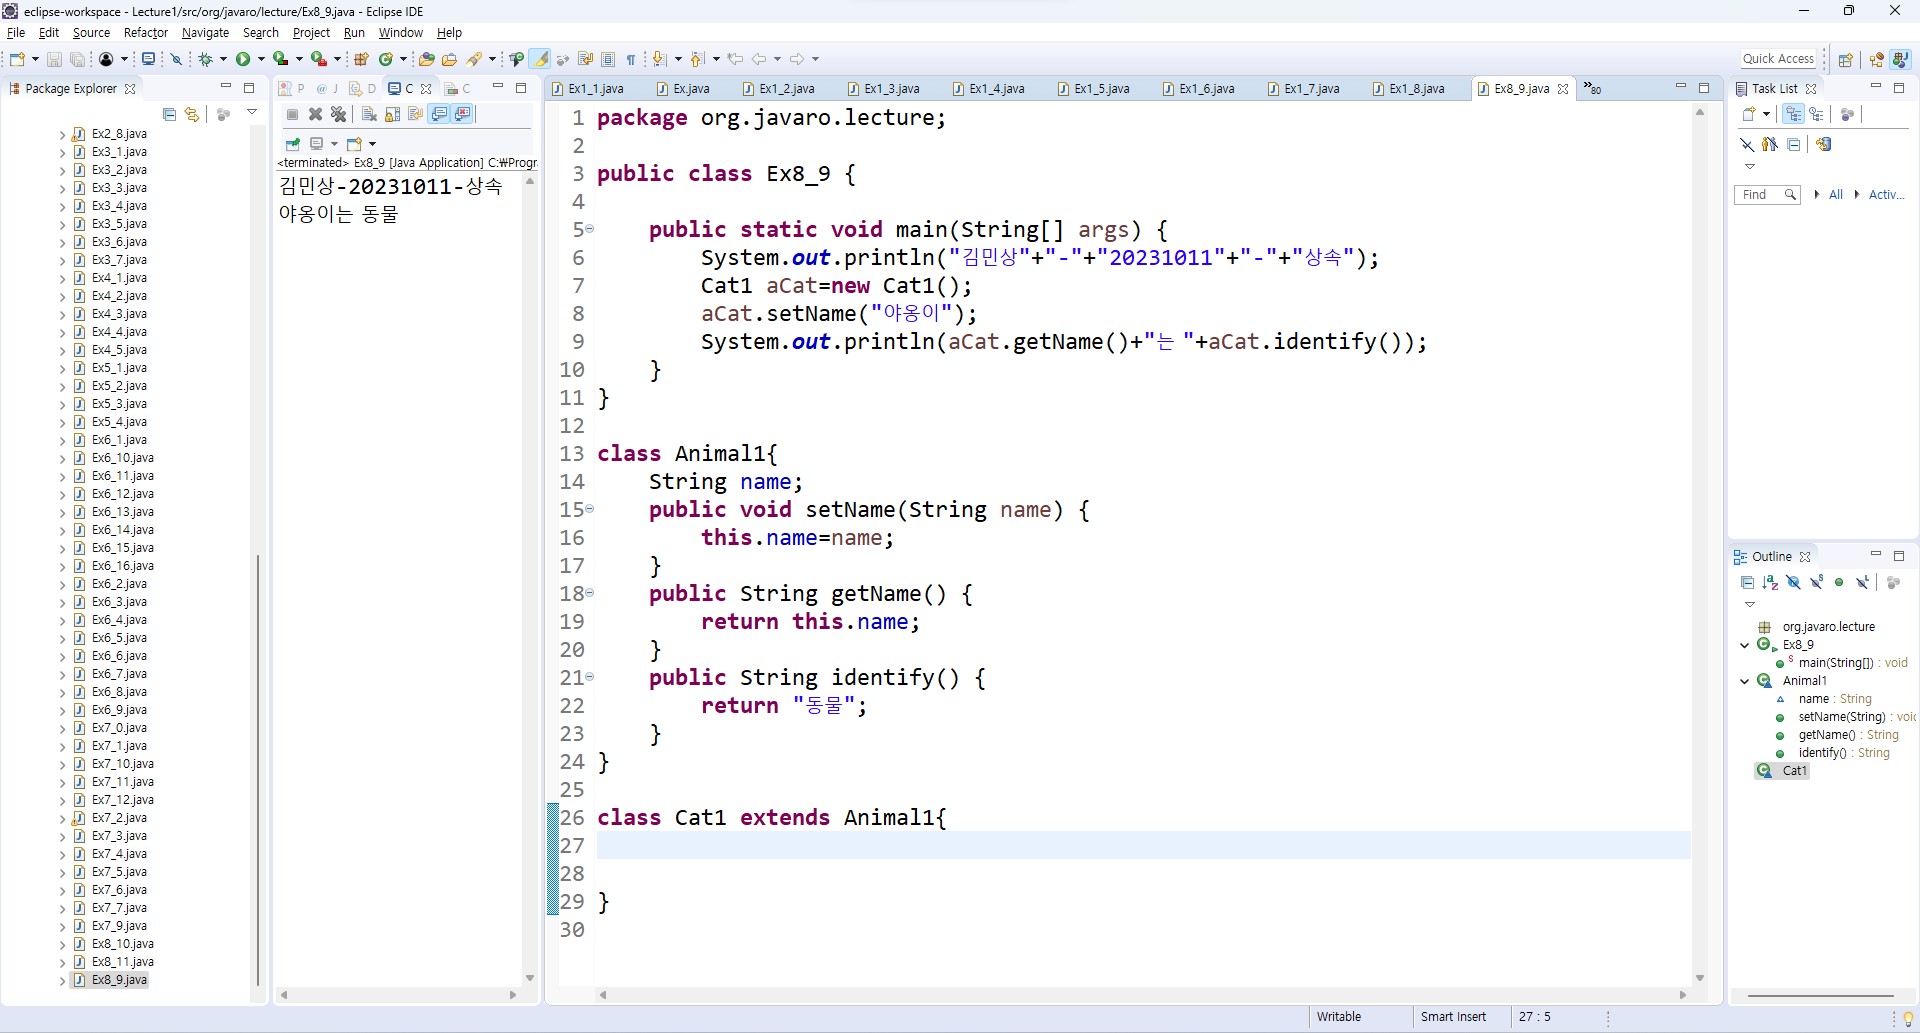 eclipse-workspace - Lecture1/src/org/javaro/lecture/Ex8_9.java - Eclipse IDE
File Edit Source Refactor Navigate Search Project Run Window Help
Quick Access
Package Explorer
Ex2_8.java
Ex3_1.java
Ex3_2.java
Ex3_3.java
Ex3_4.java
Ex3_5.java
Ex3_6.java
Ex3_7.java
Ex4_1.java
Ex4_2.java
Ex4_3.java
Ex4_4.java
Ex4_5.java
Ex5_1.java
Ex5_2.java
Ex5_3.java
Ex5_4.java
Ex6_1.java
Ex6_10.java
Ex6_11.java
Ex6_12.java
Ex6_13.java
Ex6_14.java
Ex6_15.java
Ex6_16.java
Ex6_2.java
Ex6_3.java
Ex6_4.java
Ex6_5.java
Ex6_6.java
Ex6_7.java
Ex6_8.java
Ex6_9.java
Ex7_0.java
Ex7_1.java
Ex7_10.java
Ex7_11.java
Ex7_12.java
Ex7_2.java
Ex7_3.java
Ex7_4.java
Ex7_5.java
Ex7_6.java
Ex7_7.java
Ex7_9.java
Ex8_10.java
Ex8_11.java
Ex8_9.java
P @ J D C C
<terminated> Ex8_9 [Java Application] C:₩Progr
김민상-20231011-상속
야옹이는 동물
Ex1_1.java Ex.java Ex1_2.java Ex1_3.java Ex1_4.java Ex1_5.java Ex1_6.java Ex1_7.java Ex1_8.java Ex8_9.java »80
1 package org.javaro.lecture;
2
3 public class Ex8_9 {
4
5 public static void main(String[] args) {
6 System.out.println("김민상"+"-"+"20231011"+"-"+"상속");
7 Cat1 aCat=new Cat1();
8 aCat.setName("야옹이");
9 System.out.println(aCat.getName()+"는 "+aCat.identify());
10 }
11 }
12
13 class Animal1{
14 String name;
15 public void setName(String name) {
16 this.name=name;
17 }
18 public String getName() {
19 return this.name;
20 }
21 public String identify() {
22 return "동물";
23 }
24 }
25
26 class Cat1 extends Animal1{
27
28
29 }
30
Task List
Find All Activ...
Outline
org.javaro.lecture
Ex8_9
main(String[]) : void
Animal1
name : String
setName(String) : voic
getName() : String
identify() : String
Cat1
Writable Smart Insert 27 : 5